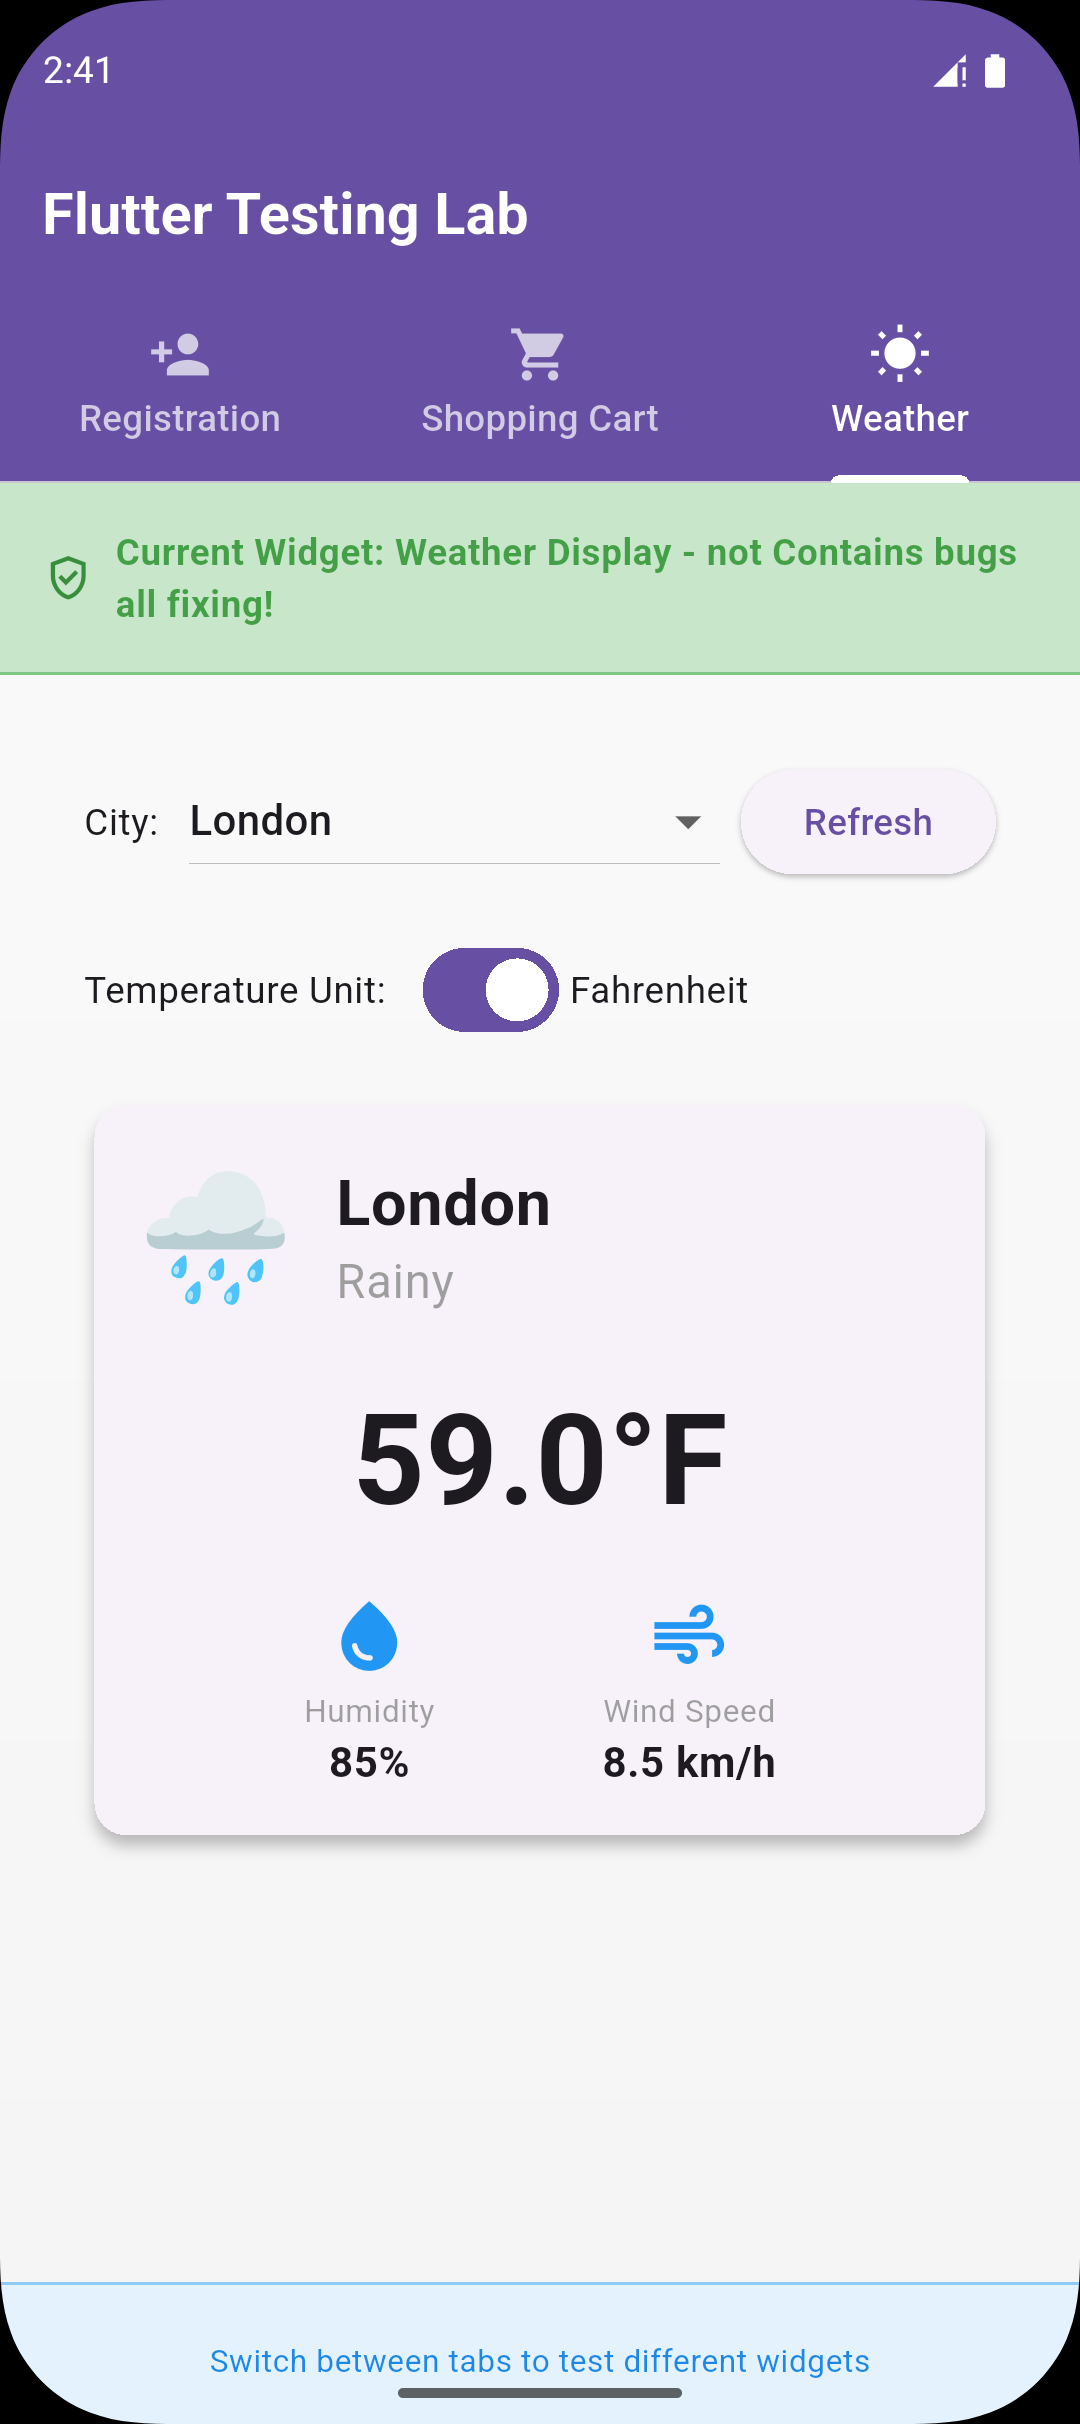 2:41
Flutter Testing Lab
Registration
Shopping Cart
Weather
Current Widget: Weather Display - not Contains bugs
all fixing!
City:
London
Refresh
Temperature Unit:
Fahrenheit
London
Rainy
59.0°F
Humidity
Wind Speed
85%
8.5 km/h
Switch between tabs to test different widgets